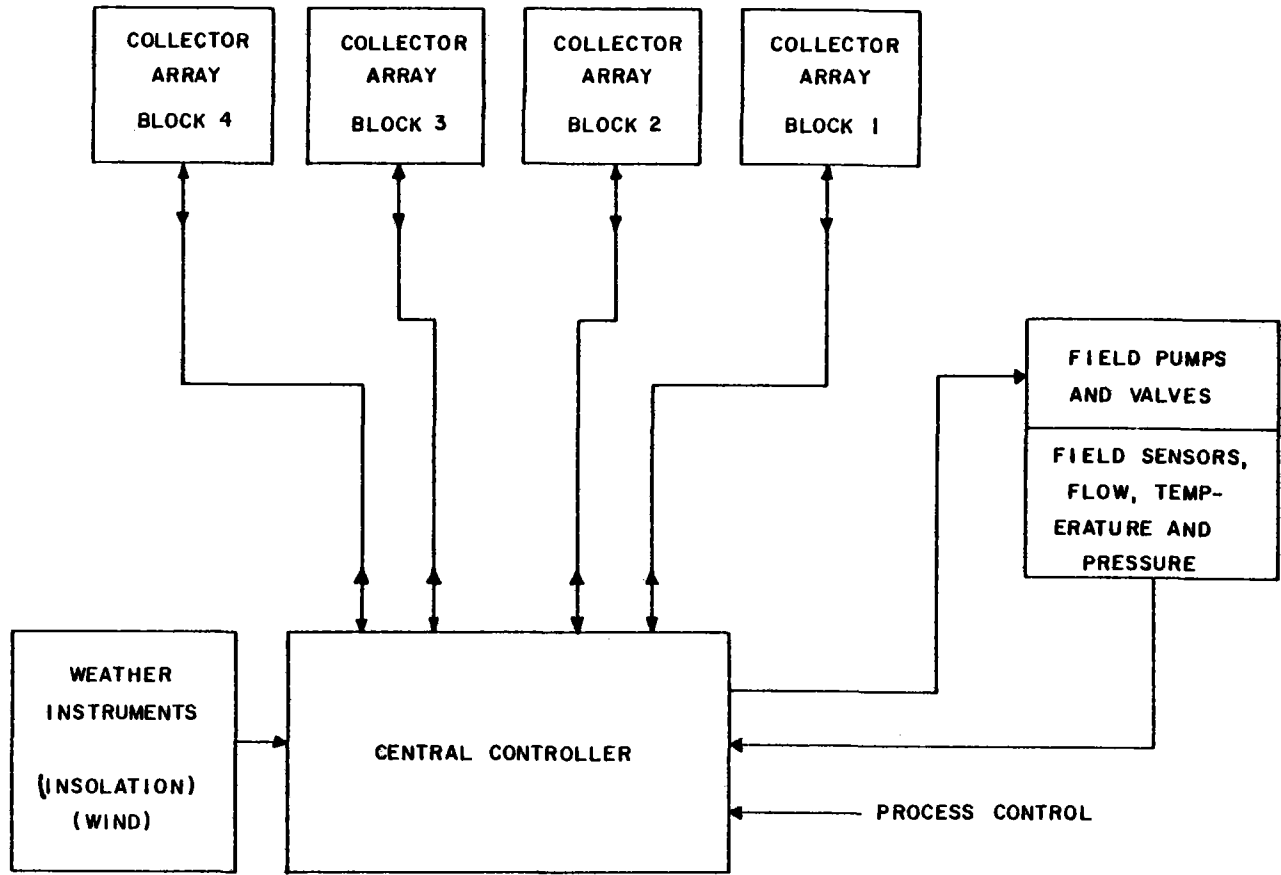 COLLECTOR
ARRAY
BLOCK 4
COLLECTOR
ARRAY
BLOCK 3
COLLECTOR
ARRAY
BLOCK 2
COLLECTOR
ARRAY
BLOCK 1
FIELD PUMPS
AND VALVES
FIELD SENSORS,
FLOW, TEMP-
ERATURE AND
PRESSURE
WEATHER
INSTRUMENTS
(INSOLATION)
(WIND)
CENTRAL CONTROLLER
PROCESS CONTROL